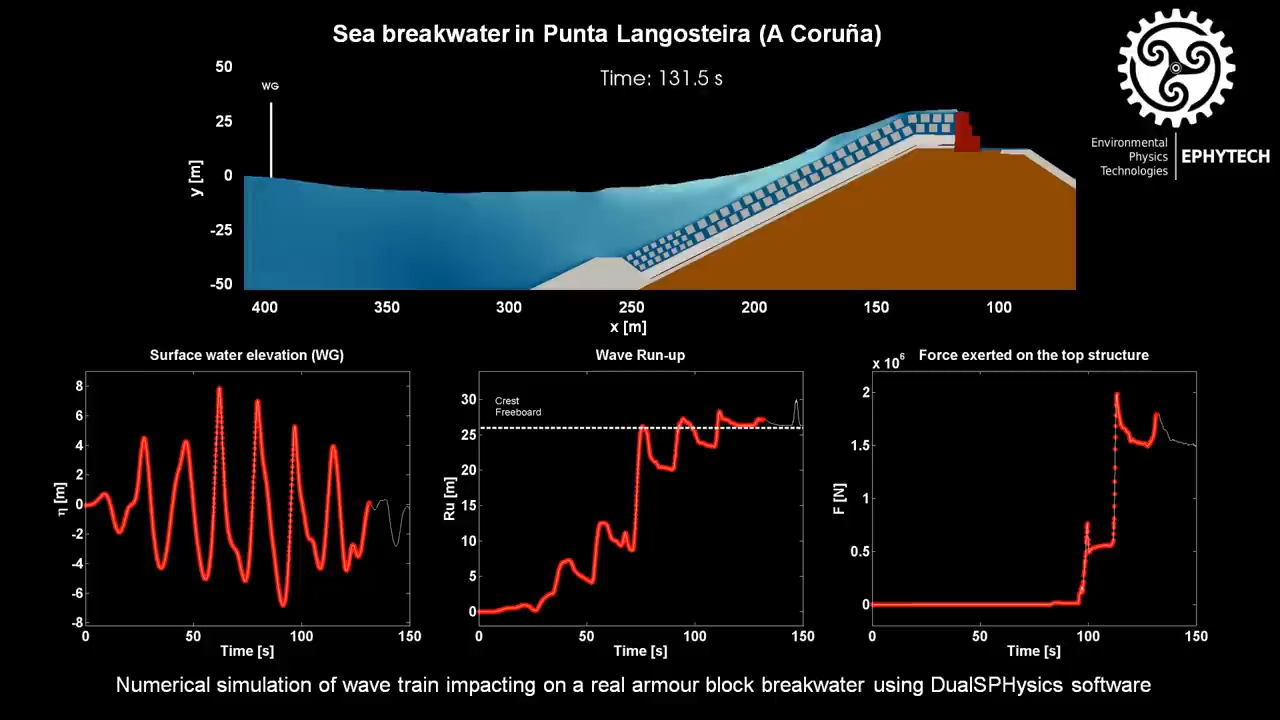 Sea breakwater in Punta Langosteira (A Coruña)
Time: 131.5 s
WG
50
25
0
-25
-50
y [m]
400 350 300 250 200 150 100
x [m]
Environmental
Physics
Technologies
EPHYTECH
Surface water elevation (WG)
8
6
4
2
0
-2
-4
-6
-8
η [m]
0 50 100 150
Time [s]
Wave Run-up
Crest
Freeboard
30
25
20
15
10
5
0
Ru [m]
0 50 100 150
Time [s]
x 10^6
Force exerted on the top structure
2
1.5
1
0.5
0
F [N]
0 50 100 150
Time [s]
Numerical simulation of wave train impacting on a real armour block breakwater using DualSPHysics software